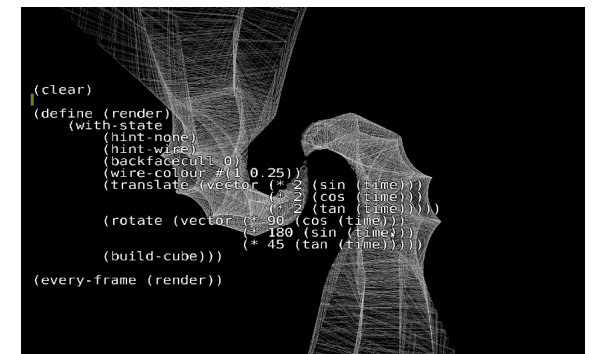 (clear)
(define (render)
(with-state
(hint-none)
(hint-wire)
(backfacecull 0)
(wire-colour #(1 0.25))
(translate (vector (* 2 (sin (time)))
(* 2 (cos (time)))
(* 2 (tan (time)))))
(rotate (vector (* 90 (cos (time)))
(* 180 (sin (time)))
(* 45 (tan (time)))))
(build-cube)))
(every-frame (render))